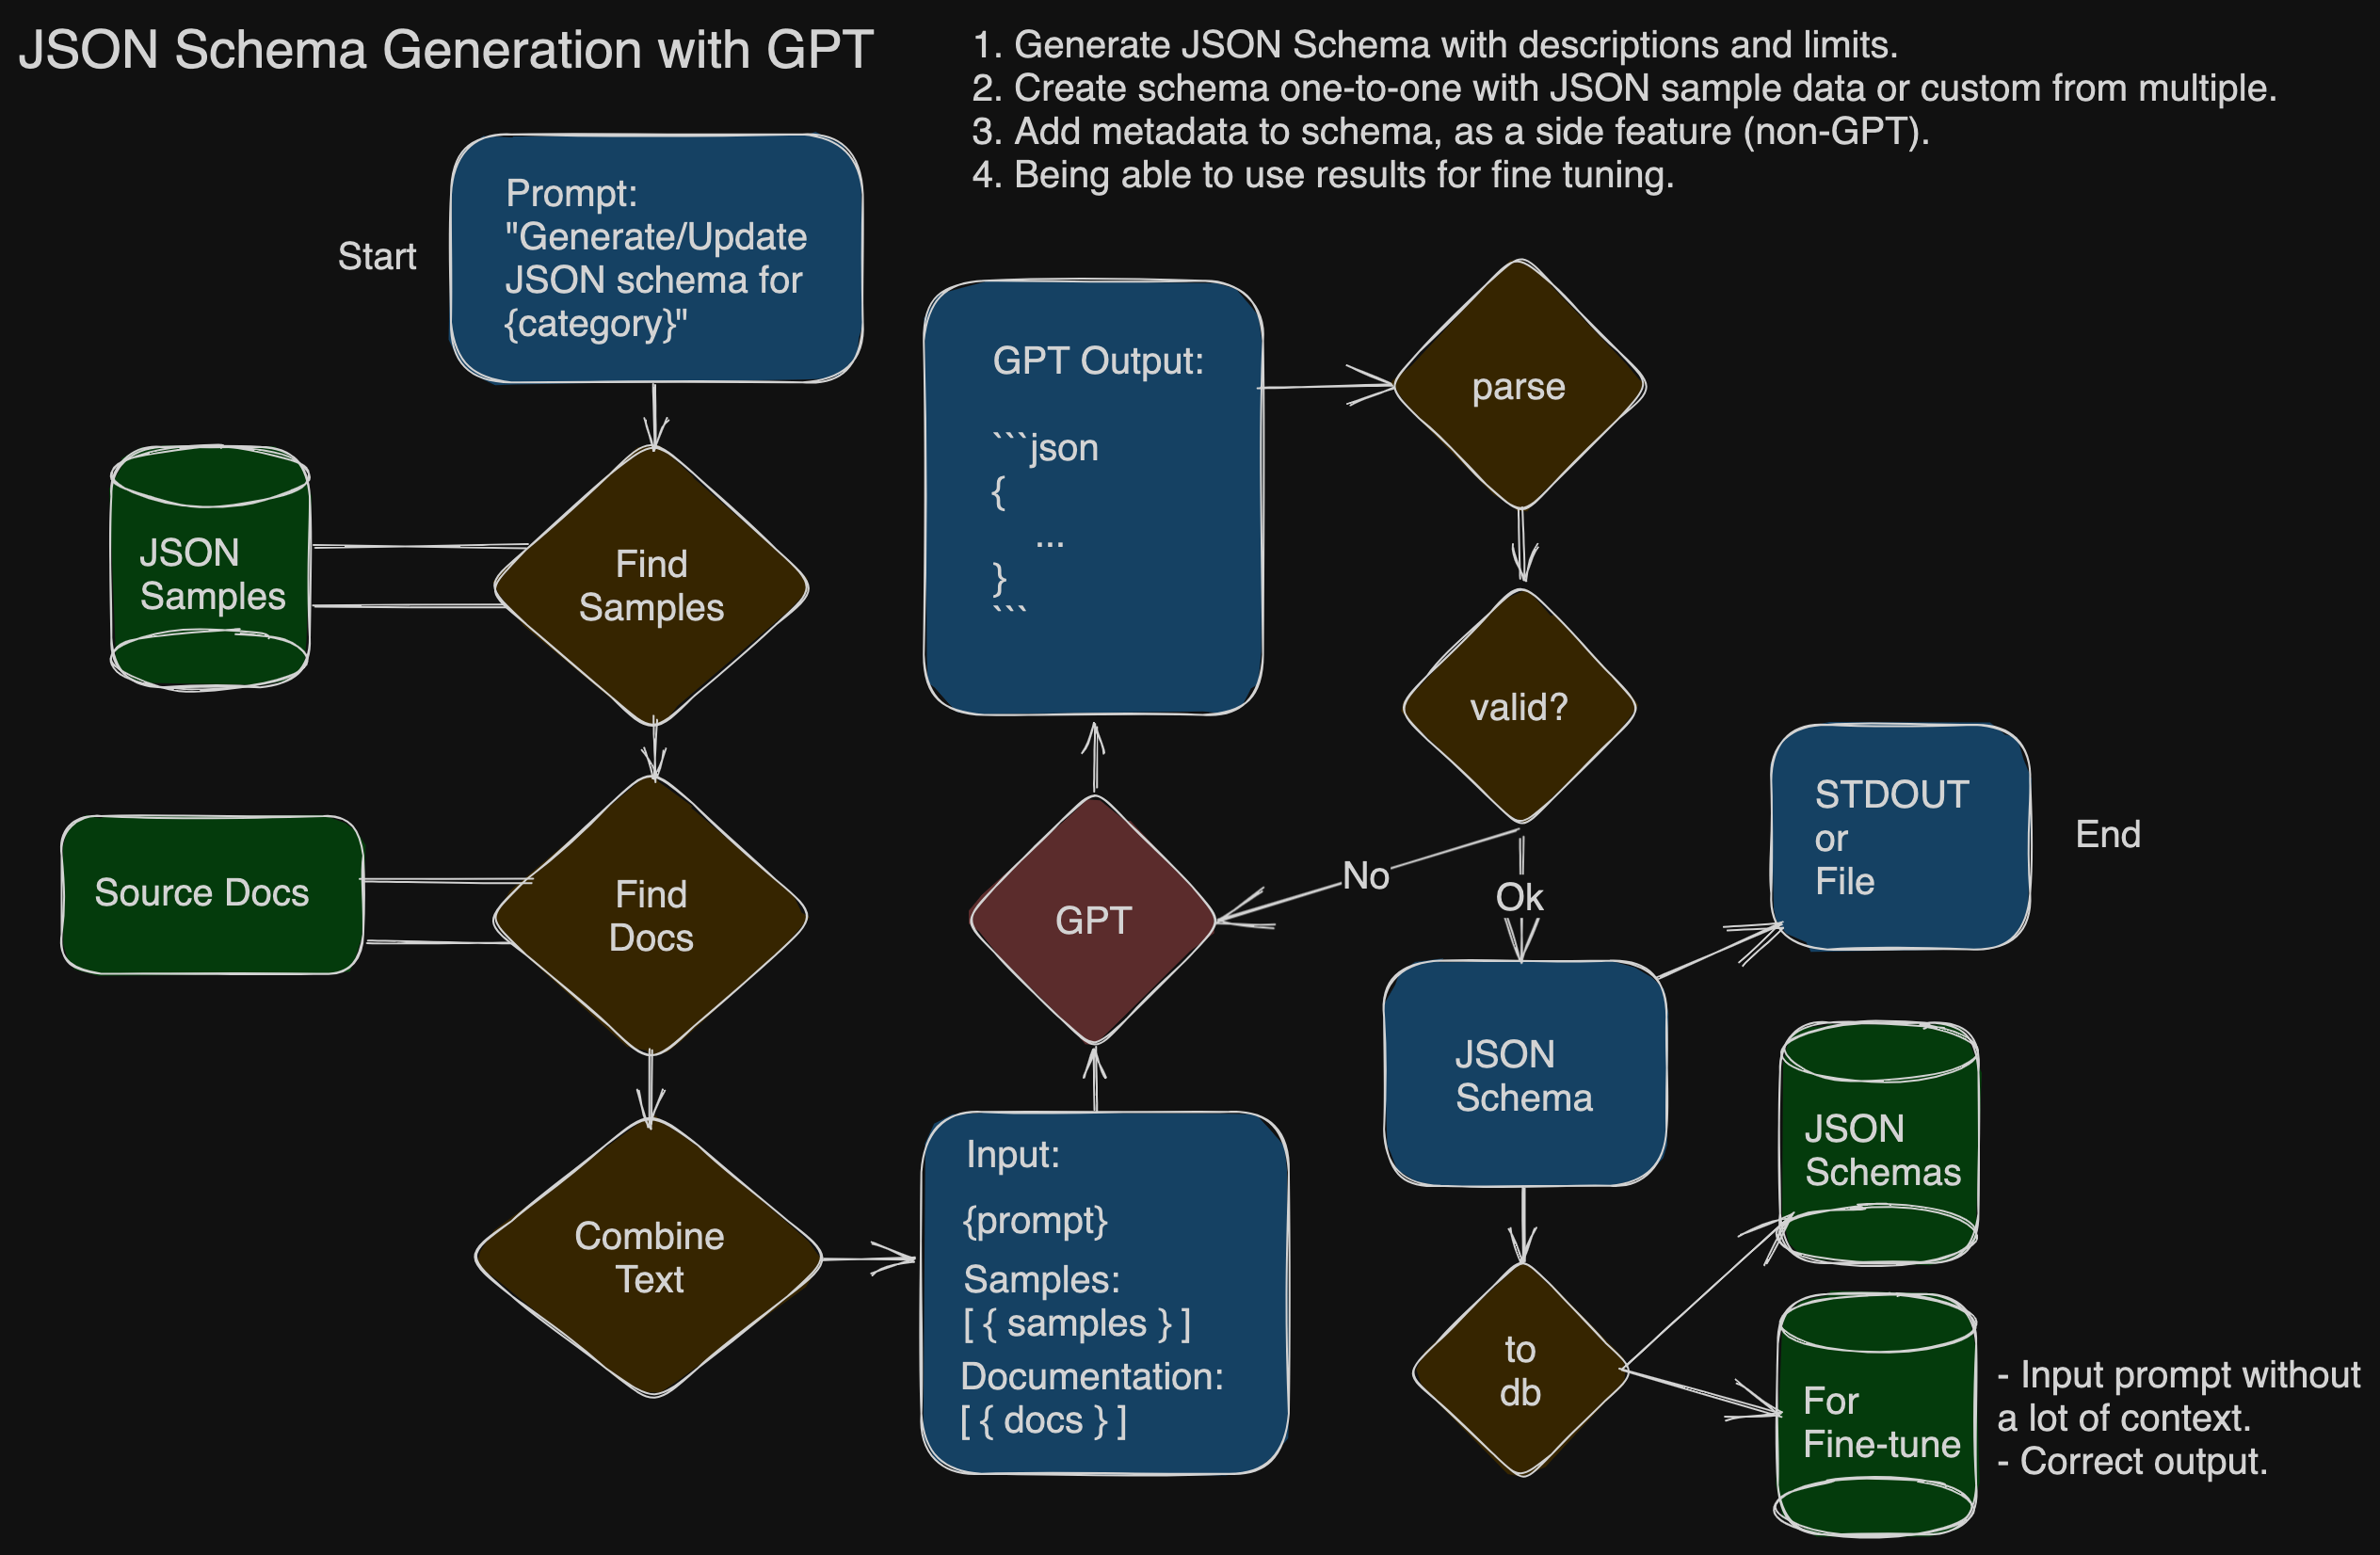 JSON Schema Generation with GPT
1. Generate JSON Schema with descriptions and limits.
2. Create schema one-to-one with JSON sample data or custom from multiple.
3. Add metadata to schema, as a side feature (non-GPT).
4. Being able to use results for fine tuning.
Start
Prompt:
"Generate/Update
JSON schema for
{category}"
JSON
Samples
Find
Samples
Source Docs
Find
Docs
Combine
Text
Input:
{prompt}
Samples:
[ { samples } ]
Documentation:
[ { docs } ]
GPT
GPT Output:
```json
{
...
}
```
parse
valid?
No
Ok
JSON
Schema
STDOUT
or
File
End
to
db
JSON
Schemas
For
Fine-tune
- Input prompt without
a lot of context.
- Correct output.